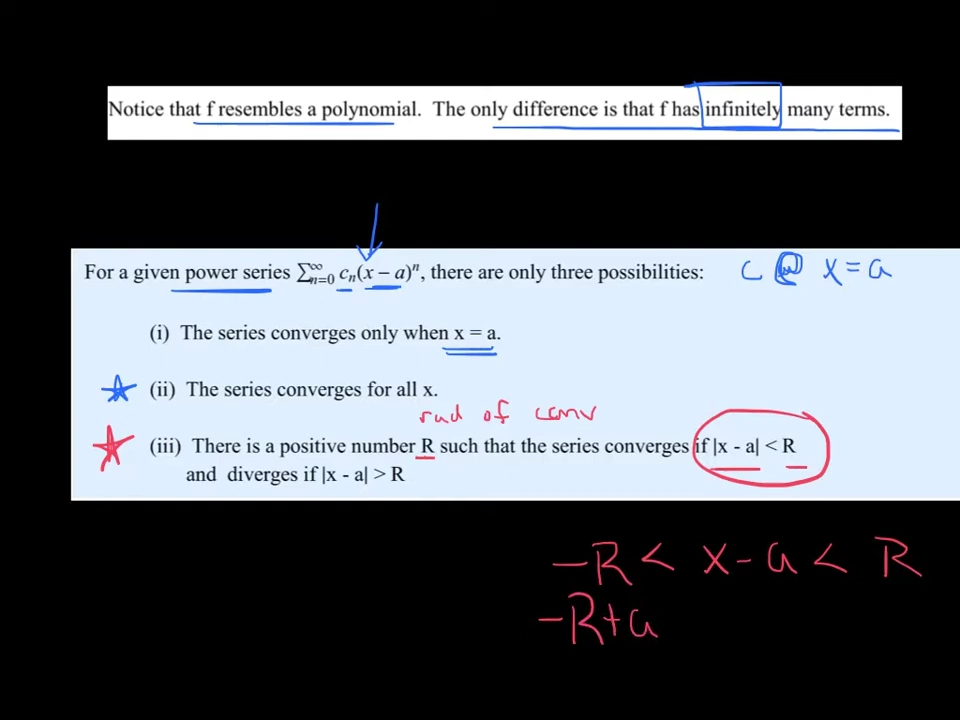 Notice that f resembles a polynomial. The only difference is that f has infinitely many terms.
For a given power series ∑_{n=0}^{∞} c_n(x − a)^n, there are only three possibilities: C @ x = a
(i) The series converges only when x = a.
(ii) The series converges for all x.
rad of conv
(iii) There is a positive number R such that the series converges if |x - a| < R
and diverges if |x - a| > R
−R < x − a < R
−R + a